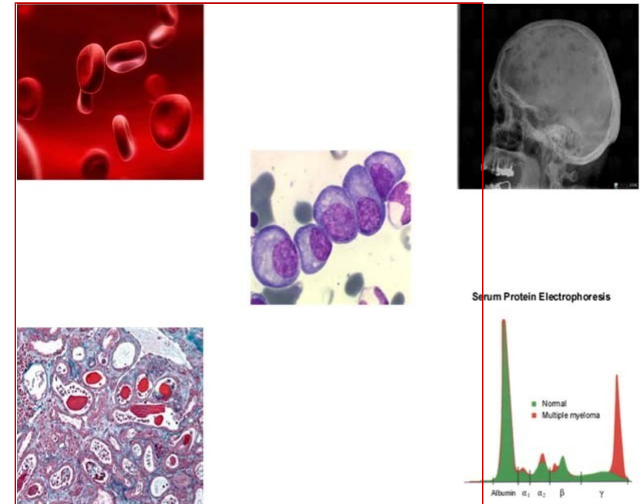 Serum Protein Electrophoresis
Normal
Multiple myeloma
Albumin α₁ α₂ β γ